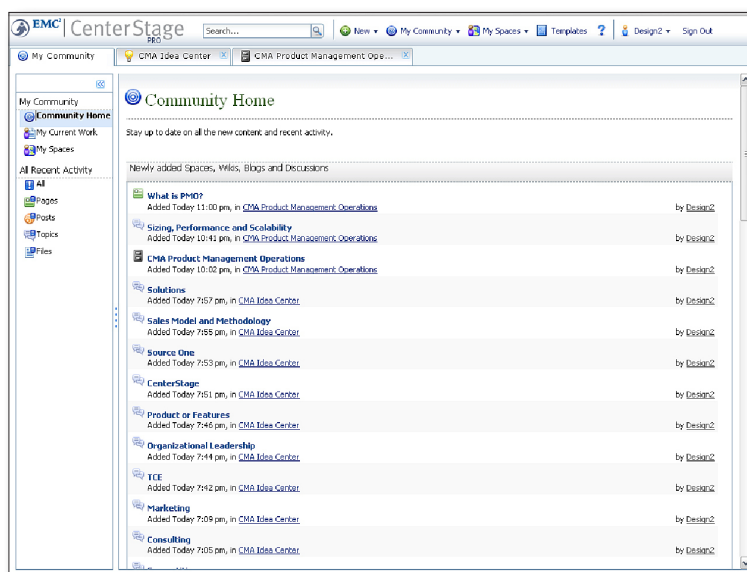 EMC² CenterStage PRO Search... New My Community My Spaces Templates ? Design2 Sign Out
My Community CMA Idea Center CMA Product Management Ope...
My Community
Community Home
My Current Work
My Spaces
All Recent Activity
All
Pages
Posts
Topics
Files
Community Home
Stay up to date on all the new content and recent activity.
Newly added Spaces, Wikis, Blogs and Discussions
What is PMO?
Added Today 11:00 pm, in CMA Product Management Operations by Design2
Sizing, Performance and Scalability
Added Today 10:41 pm, in CMA Product Management Operations by Design2
CMA Product Management Operations
Added Today 10:02 pm, in CMA Product Management Operations by Design2
Solutions
Added Today 7:57 pm, in CMA Idea Center by Design2
Sales Model and Methodology
Added Today 7:55 pm, in CMA Idea Center by Design2
Source One
Added Today 7:53 pm, in CMA Idea Center by Design2
CenterStage
Added Today 7:51 pm, in CMA Idea Center by Design2
Product or Features
Added Today 7:46 pm, in CMA Idea Center by Design2
Organizational Leadership
Added Today 7:44 pm, in CMA Idea Center by Design2
TCE
Added Today 7:42 pm, in CMA Idea Center by Design2
Marketing
Added Today 7:09 pm, in CMA Idea Center by Design2
Consulting
Added Today 7:05 pm, in CMA Idea Center by Design2